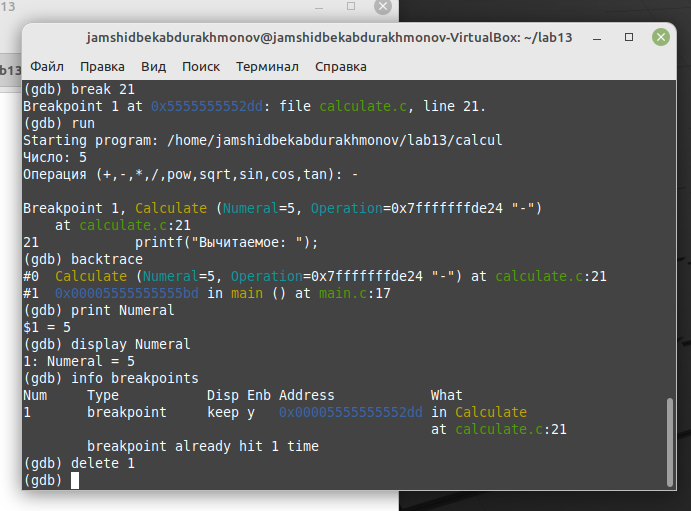 13
jamshidbekabdurakhmonov@jamshidbekabdurakhmonov-VirtualBox: ~/lab13
b13
Файл Правка Вид Поиск Терминал Справка
(gdb) break 21
Breakpoint 1 at 0x5555555552dd: file calculate.c, line 21.
(gdb) run
Starting program: /home/jamshidbekabdurakhmonov/lab13/calcul
Число: 5
Операция (+,-,*,/,pow,sqrt,sin,cos,tan): -
Breakpoint 1, Calculate (Numeral=5, Operation=0x7fffffffde24 "-")
    at calculate.c:21
21            printf("Вычитаемое: ");
(gdb) backtrace
#0  Calculate (Numeral=5, Operation=0x7fffffffde24 "-") at calculate.c:21
#1  0x00005555555555bd in main () at main.c:17
(gdb) print Numeral
$1 = 5
(gdb) display Numeral
1: Numeral = 5
(gdb) info breakpoints
Num     Type           Disp Enb Address            What
1       breakpoint     keep y   0x00005555555552dd in Calculate
                                                   at calculate.c:21
        breakpoint already hit 1 time
(gdb) delete 1
(gdb)